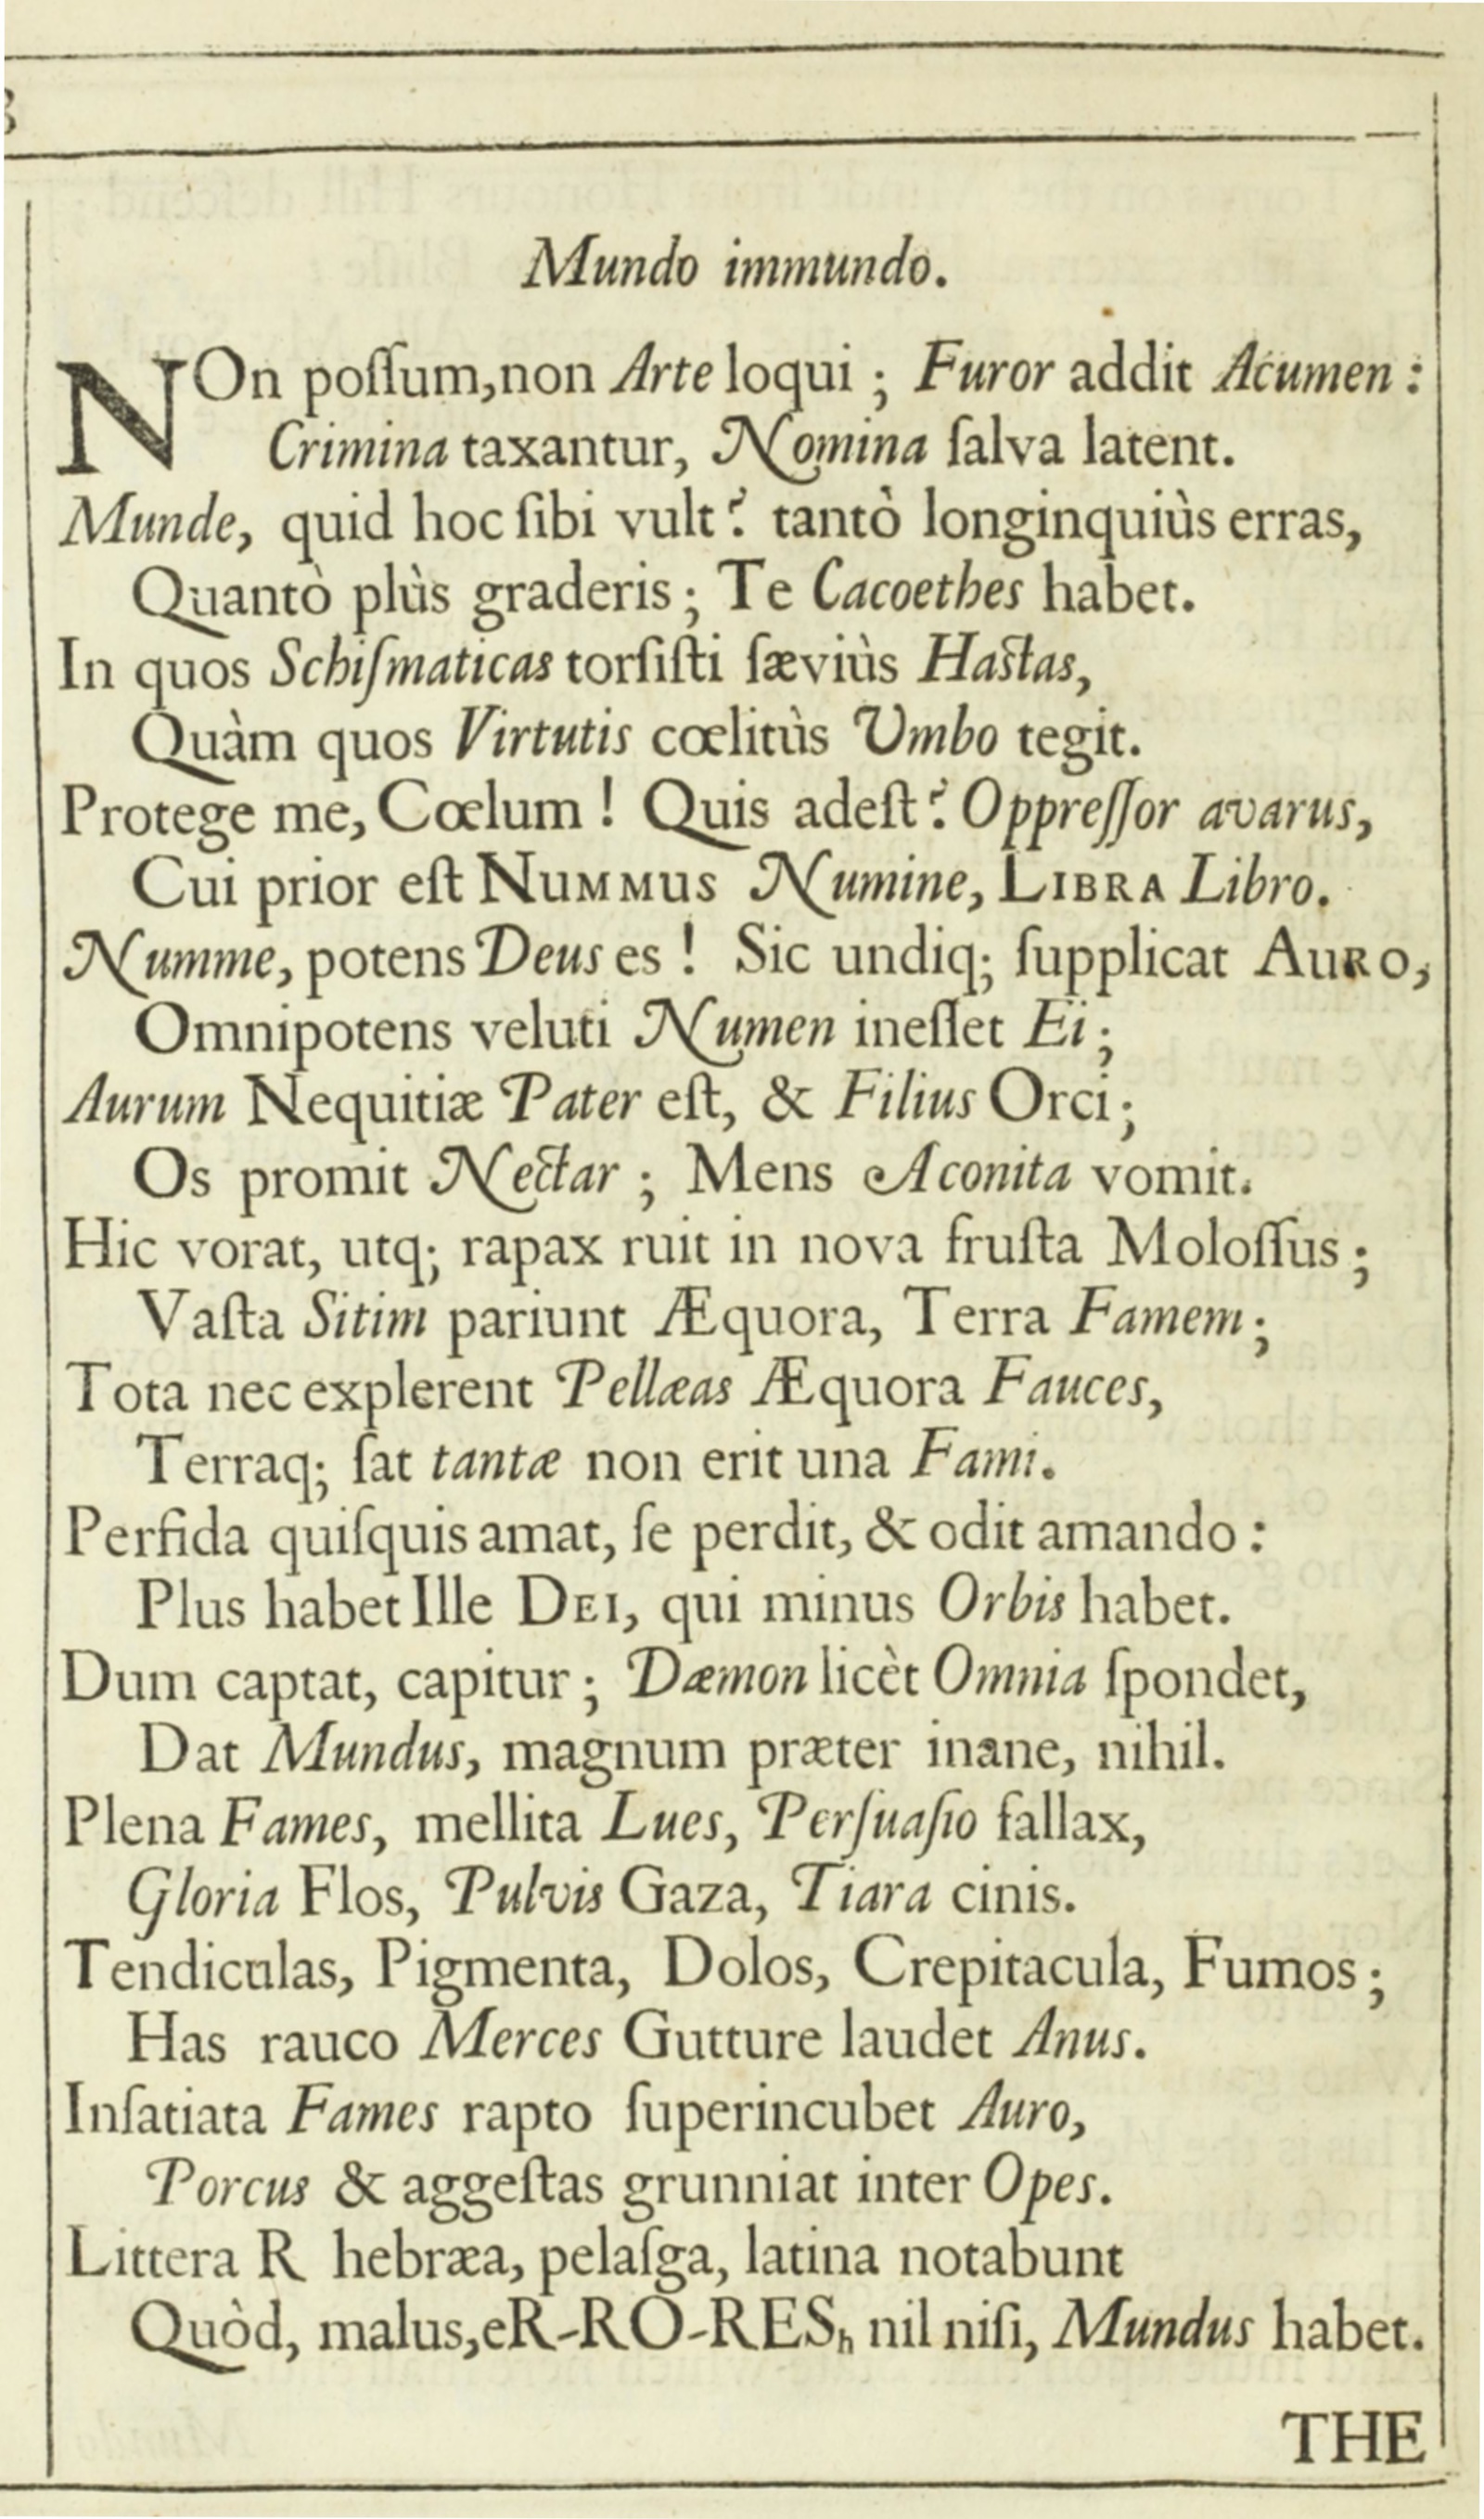 Mundo immundo.
NOn poſſum, non Arte loqui ; Furor addit Acumen :
Crimina taxantur, Nomina ſalva latent.
Munde, quid hoc ſibi vult ? tantò longinquiùs erras,
Quantò plùs graderis ; Te Cacoethes habet.
In quos Schiſmaticas torſiſti ſæviùs Haſtas,
Quàm quos Virtutis cœlitùs Umbo tegit.
Protege me, Cœlum ! Quis adeſt ? Oppreſſor avarus,
Cui prior eſt NUMMUS Numine, LIBRA Libro.
Numme, potens Deus es ! Sic undiq; ſupplicat AURO,
Omnipotens veluti Numen ineſſet Ei ;
Aurum Nequitiæ Pater eſt, & Filius Orci ;
Os promit Nectar ; Mens Aconita vomit.
Hic vorat, utq; rapax ruit in nova fruſta Moloſſus ;
Vaſta Sitim pariunt Æquora, Terra Famem ;
Tota nec explerent Pellæas Æquora Fauces,
Terraq; ſat tantæ non erit una Fami.
Perfida quiſquis amat, ſe perdit, & odit amando :
Plus habet Ille DEI, qui minus Orbis habet.
Dum captat, capitur ; Dæmon licèt Omnia ſpondet,
Dat Mundus, magnum præter inane, nihil.
Plena Fames, mellita Lues, Perſuaſio fallax,
Gloria Flos, Pulvis Gaza, Tiara cinis.
Tendiculas, Pigmenta, Dolos, Crepitacula, Fumos ;
Has rauco Merces Gutture laudet Anus.
Inſatiata Fames rapto ſuperincubet Auro,
Porcus & aggeſtas grunniat inter Opes.
Littera R hebræa, pelaſga, latina notabunt
Quòd, malus, eR-RO-RESh nil niſi, Mundus habet.
THE